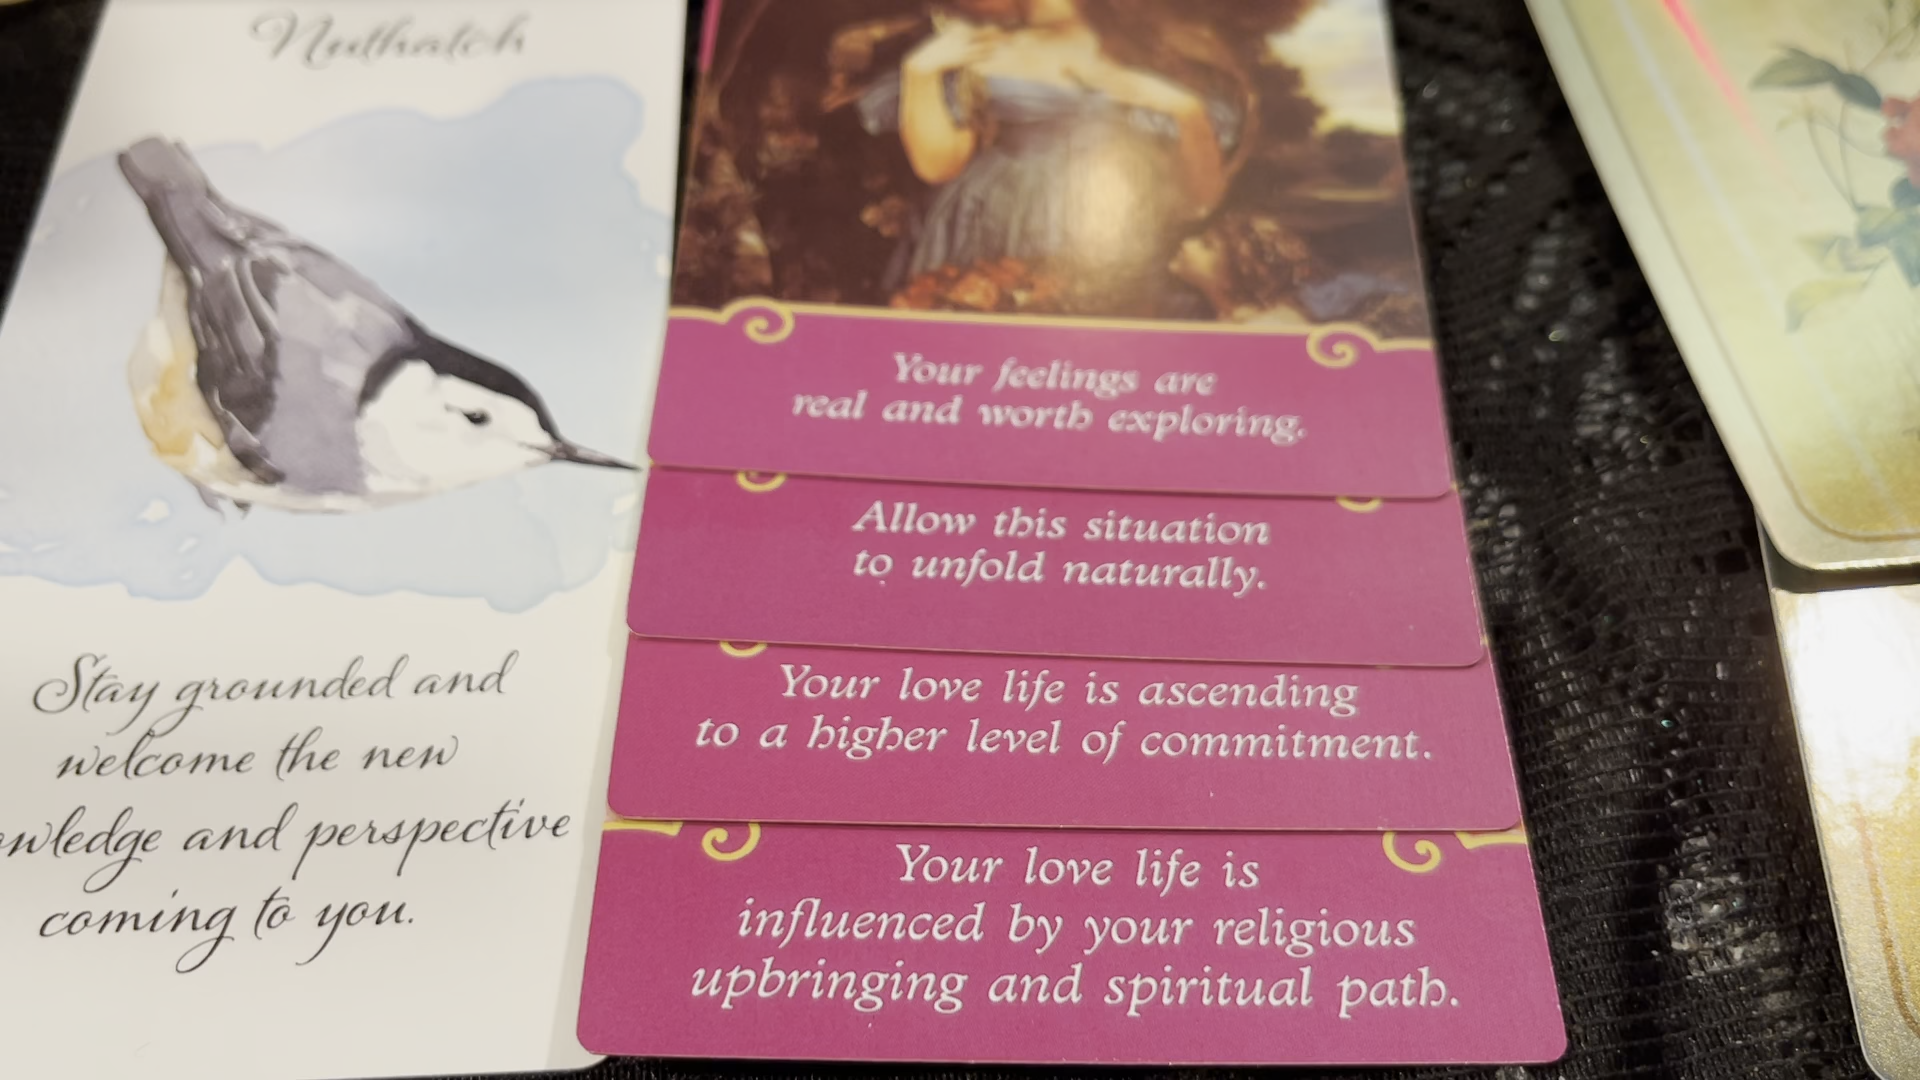 Nuthatch
Stay grounded and
welcome the new
and perspective
coming to you.
Your feelings are
real and worth exploring.
Allow this situation
to unfold naturally.
Your love life is ascending
to a higher level of commitment.
Your love life is
influenced by your religious
upbringing and spiritual path.